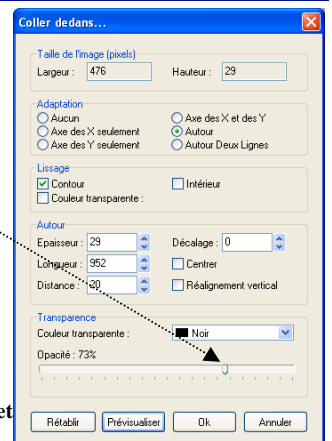 Coller dedans...
Taille de l'image (pixels)
Largeur : 476 Hauteur : 29
Adaptation
Aucun Axe des X et des Y
Axe des X seulement Autour
Axe des Y seulement Autour Deux Lignes
Lissage
Contour Intérieur
Couleur transparente :
Autour
Epaisseur : 29 Décalage : 0
Longueur : 952 Centrer
Distance : 20 Réalignement vertical
Transparence
Couleur transparente : Noir
Opacité : 73%
et
Rétablir Prévisualiser Ok Annuler